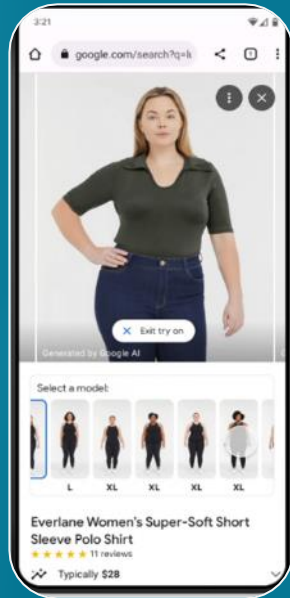 3:21
google.com/search?q=l
1
Exit try on
Generated by Google AI
Select a model:
L XL XL XL XL
Everlane Women's Super-Soft Short
Sleeve Polo Shirt
11 reviews
Typically $28